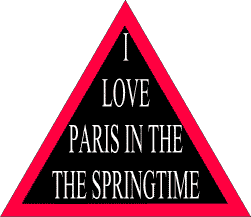 I
LOVE
PARIS IN THE
THE SPRINGTIME